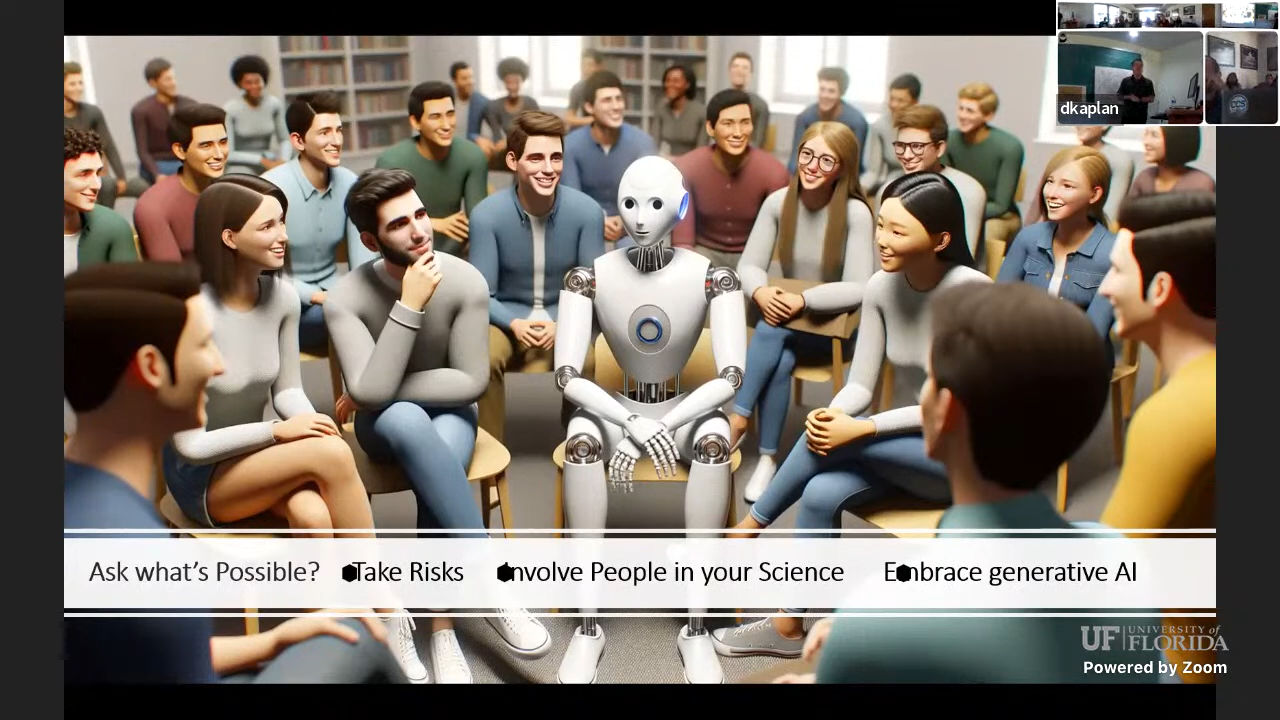 dkaplan
Ask what's Possible? Take Risks Involve People in your Science Embrace generative AI
UF UNIVERSITY of FLORIDA
Powered by Zoom